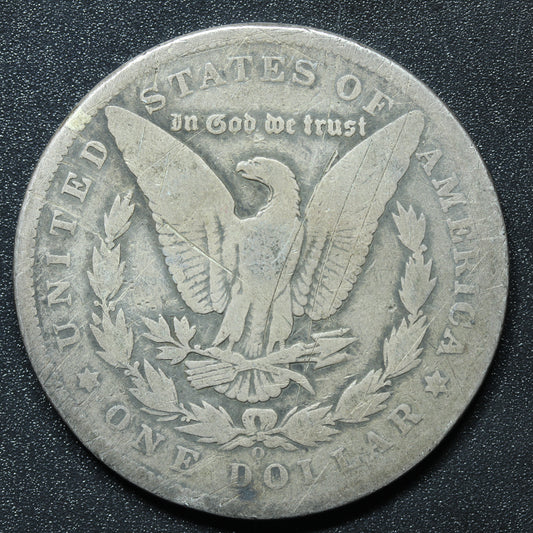 UNITED STATES OF AMERICA
In God we trust
O
ONE DOLLAR